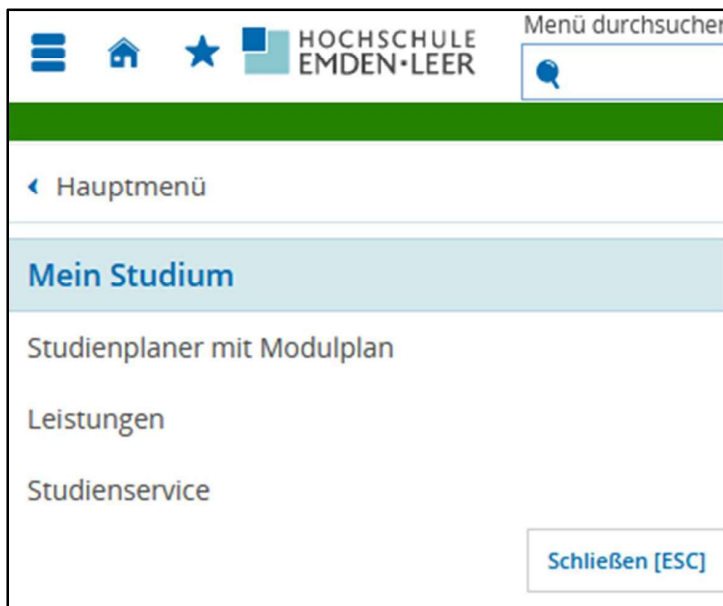 HOCHSCHULE
EMDEN•LEER
Menü durchsuchen
Hauptmenü
Mein Studium
Studienplaner mit Modulplan
Leistungen
Studienservice
Schließen [ESC]